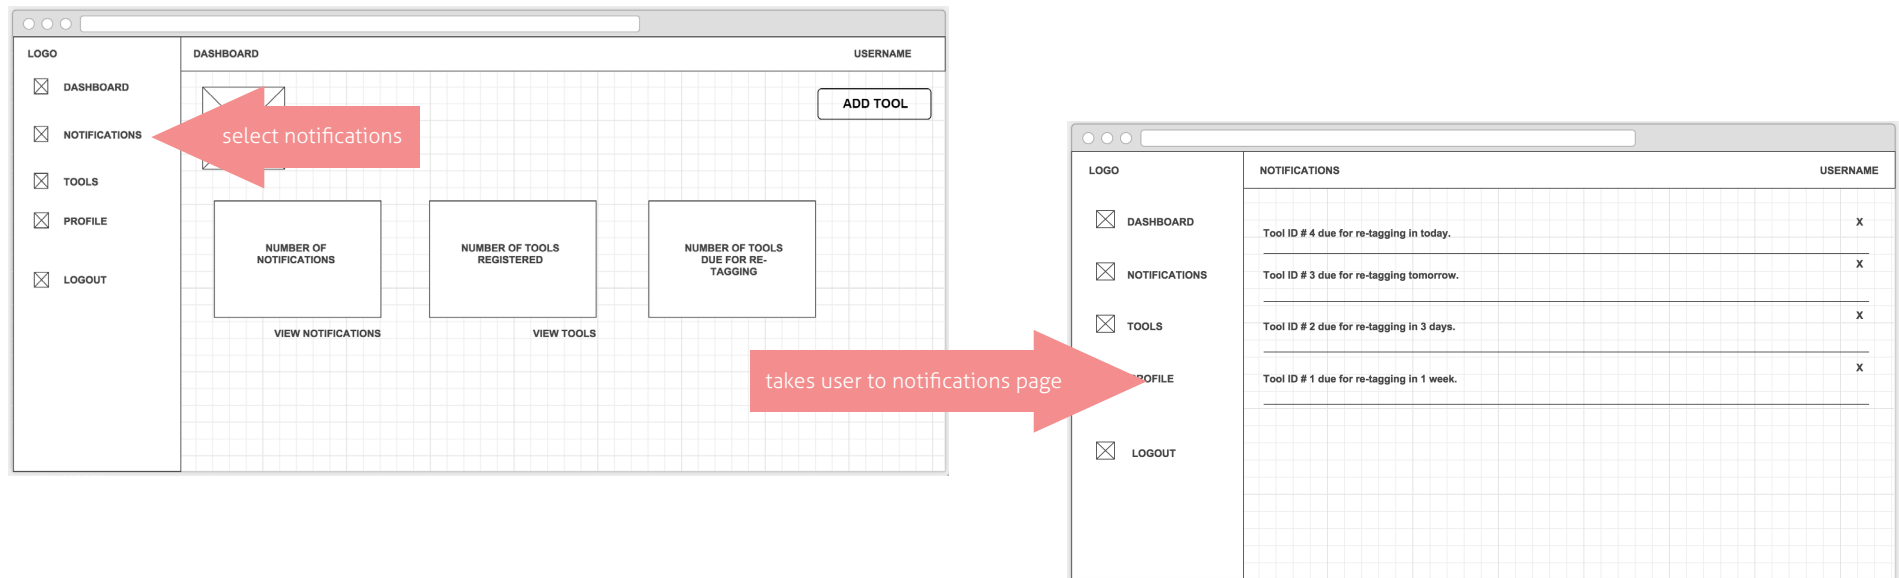 LOGO
DASHBOARD
USERNAME
DASHBOARD
NOTIFICATIONS
TOOLS
PROFILE
LOGOUT
select notifications
ADD TOOL
NUMBER OF
NOTIFICATIONS
NUMBER OF TOOLS
REGISTERED
NUMBER OF TOOLS
DUE FOR RE-
TAGGING
VIEW NOTIFICATIONS
VIEW TOOLS
takes user to notifications page
LOGO
NOTIFICATIONS
USERNAME
DASHBOARD
NOTIFICATIONS
TOOLS
PROFILE
LOGOUT
X
Tool ID # 4 due for re-tagging in today.
X
Tool ID # 3 due for re-tagging tomorrow.
X
Tool ID # 2 due for re-tagging in 3 days.
X
Tool ID # 1 due for re-tagging in 1 week.